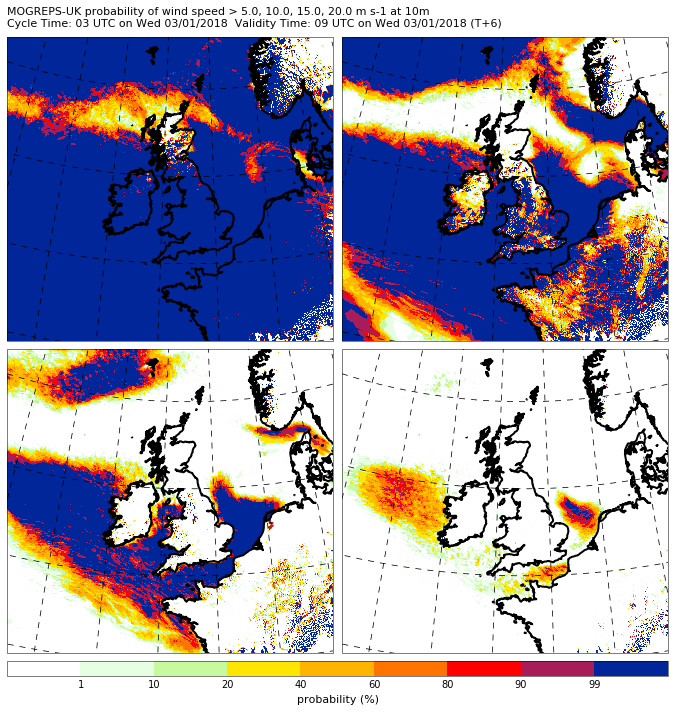 MOGREPS-UK probability of wind speed > 5.0, 10.0, 15.0, 20.0 m s-1 at 10m
Cycle Time: 03 UTC on Wed 03/01/2018  Validity Time: 09 UTC on Wed 03/01/2018 (T+6)
1 10 20 40 60 80 90 99
probability (%)